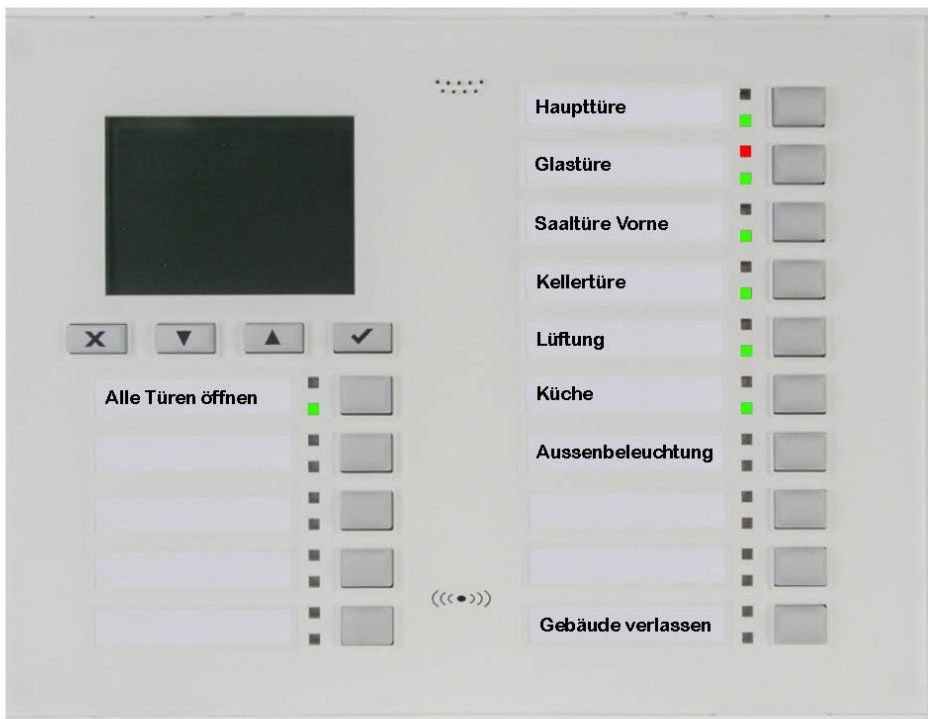 Alle Türen öffnen
Haupttüre
Glastüre
Saaltüre Vorne
Kellertüre
Lüftung
Küche
Aussenbeleuchtung
Gebäude verlassen